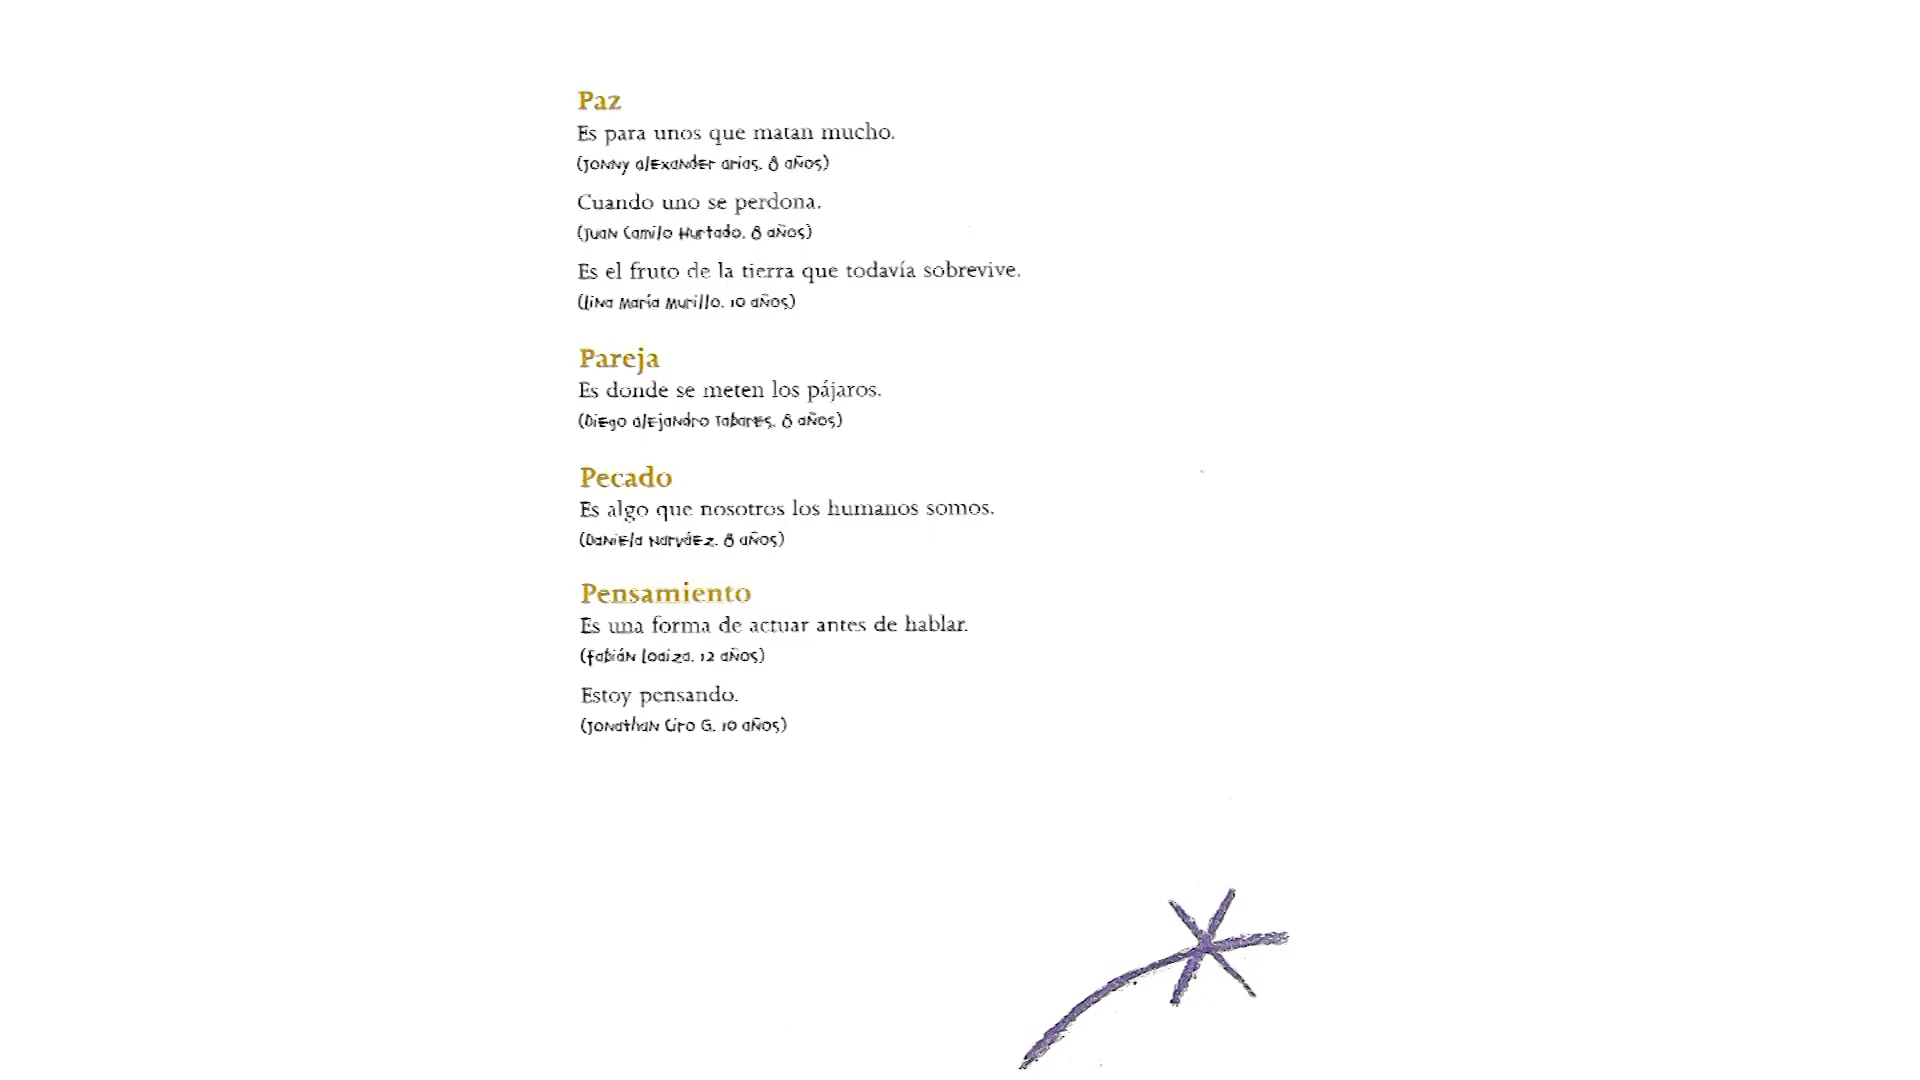 Paz
Es para unos que matan mucho.
(Jonny alexander arias, 8 años)
Cuando uno se perdona.
(Juan Camilo Hurtado, 8 años)
Es el fruto de la tierra que todavía sobrevive.
(lina María Murillo, 10 años)
Pareja
Es donde se meten los pájaros.
(Diego alejandro Tabares, 8 años)
Pecado
Es algo que nosotros los humanos somos.
(Daniela Narváez, 8 años)
Pensamiento
Es una forma de actuar antes de hablar.
(fabián loaiza, 12 años)
Estoy pensando.
(Jonathan Ciro G, 10 años)